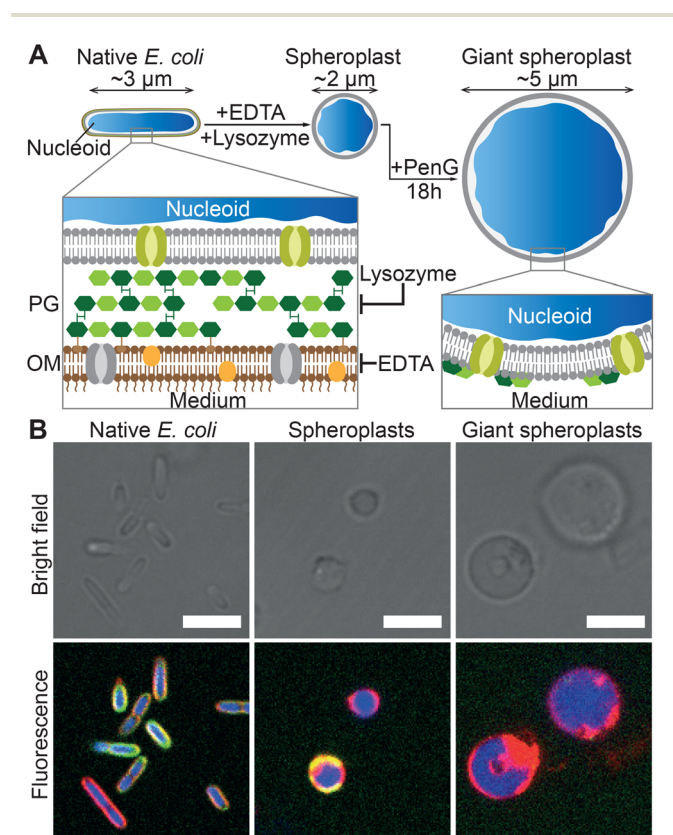 A
Native E. coli
~3 µm
Spheroplast
~2 µm
Giant spheroplast
~5 µm
+EDTA
+Lysozyme
Nucleoid
+PenG
18h
Nucleoid
Lysozyme
PG
OM
EDTA
Medium
Nucleoid
Medium
B
Native E. coli
Spheroplasts
Giant spheroplasts
Bright field
Fluorescence